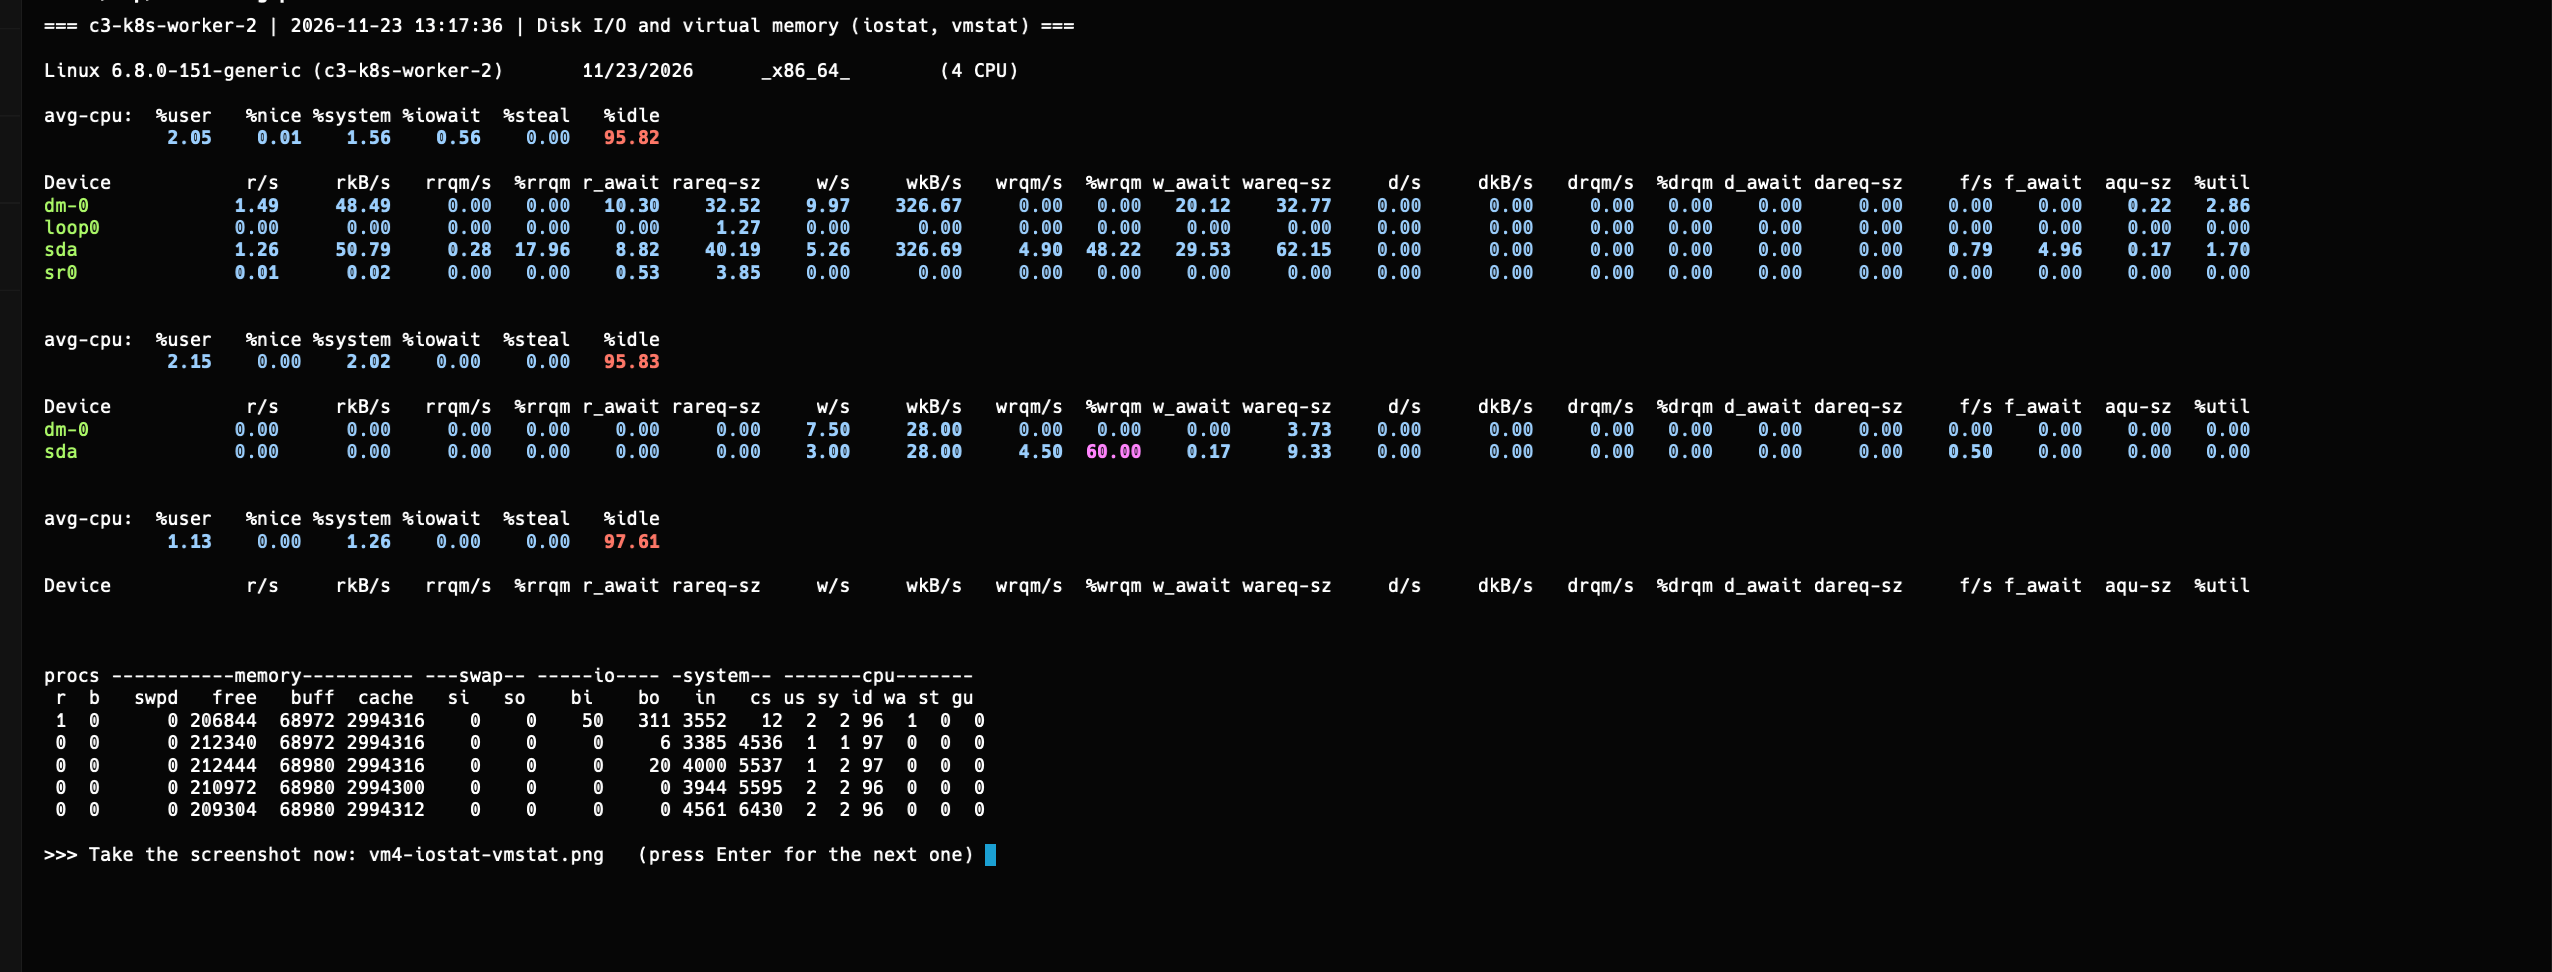 === c3-k8s-worker-2 | 2026-11-23 13:17:36 | Disk I/O and virtual memory (iostat, vmstat) ===
Linux 6.8.0-151-generic (c3-k8s-worker-2) 11/23/2026 _x86_64_ (4 CPU)
avg-cpu: %user %nice %system %iowait %steal %idle
2.05 0.01 1.56 0.56 0.00 95.82
Device r/s rkB/s rrqm/s %rrqm r_await rareq-sz w/s wkB/s wrqm/s %wrqm w_await wareq-sz d/s dkB/s drqm/s %drqm d_await dareq-sz f/s f_await aqu-sz %util
dm-0 1.49 48.49 0.00 0.00 10.30 32.52 9.97 326.67 0.00 0.00 20.12 32.77 0.00 0.00 0.00 0.00 0.00 0.00 0.00 0.00 0.22 2.86
loop0 0.00 0.00 0.00 0.00 0.00 1.27 0.00 0.00 0.00 0.00 0.00 0.00 0.00 0.00 0.00 0.00 0.00 0.00 0.00 0.00 0.00 0.00
sda 1.26 50.79 0.28 17.96 8.82 40.19 5.26 326.69 4.90 48.22 29.53 62.15 0.00 0.00 0.00 0.00 0.00 0.00 0.79 4.96 0.17 1.70
sr0 0.01 0.02 0.00 0.00 0.53 3.85 0.00 0.00 0.00 0.00 0.00 0.00 0.00 0.00 0.00 0.00 0.00 0.00 0.00 0.00 0.00 0.00
avg-cpu: %user %nice %system %iowait %steal %idle
2.15 0.00 2.02 0.00 0.00 95.83
Device r/s rkB/s rrqm/s %rrqm r_await rareq-sz w/s wkB/s wrqm/s %wrqm w_await wareq-sz d/s dkB/s drqm/s %drqm d_await dareq-sz f/s f_await aqu-sz %util
dm-0 0.00 0.00 0.00 0.00 0.00 0.00 7.50 28.00 0.00 0.00 0.00 3.73 0.00 0.00 0.00 0.00 0.00 0.00 0.00 0.00 0.00 0.00
sda 0.00 0.00 0.00 0.00 0.00 0.00 3.00 28.00 4.50 60.00 0.17 9.33 0.00 0.00 0.00 0.00 0.00 0.00 0.50 0.00 0.00 0.00
avg-cpu: %user %nice %system %iowait %steal %idle
1.13 0.00 1.26 0.00 0.00 97.61
Device r/s rkB/s rrqm/s %rrqm r_await rareq-sz w/s wkB/s wrqm/s %wrqm w_await wareq-sz d/s dkB/s drqm/s %drqm d_await dareq-sz f/s f_await aqu-sz %util
procs -----------memory---------- ---swap-- -----io---- -system-- -------cpu-------
r b swpd free buff cache si so bi bo in cs us sy id wa st gu
1 0 0 206844 68972 2994316 0 0 50 311 3552 12 2 2 96 1 0 0
0 0 0 212340 68972 2994316 0 0 0 6 3385 4536 1 1 97 0 0 0
0 0 0 212444 68980 2994316 0 0 0 20 4000 5537 1 2 97 0 0 0
0 0 0 210972 68980 2994300 0 0 0 0 3944 5595 2 2 96 0 0 0
0 0 0 209304 68980 2994312 0 0 0 0 4561 6430 2 2 96 0 0 0
>>> Take the screenshot now: vm4-iostat-vmstat.png (press Enter for the next one)